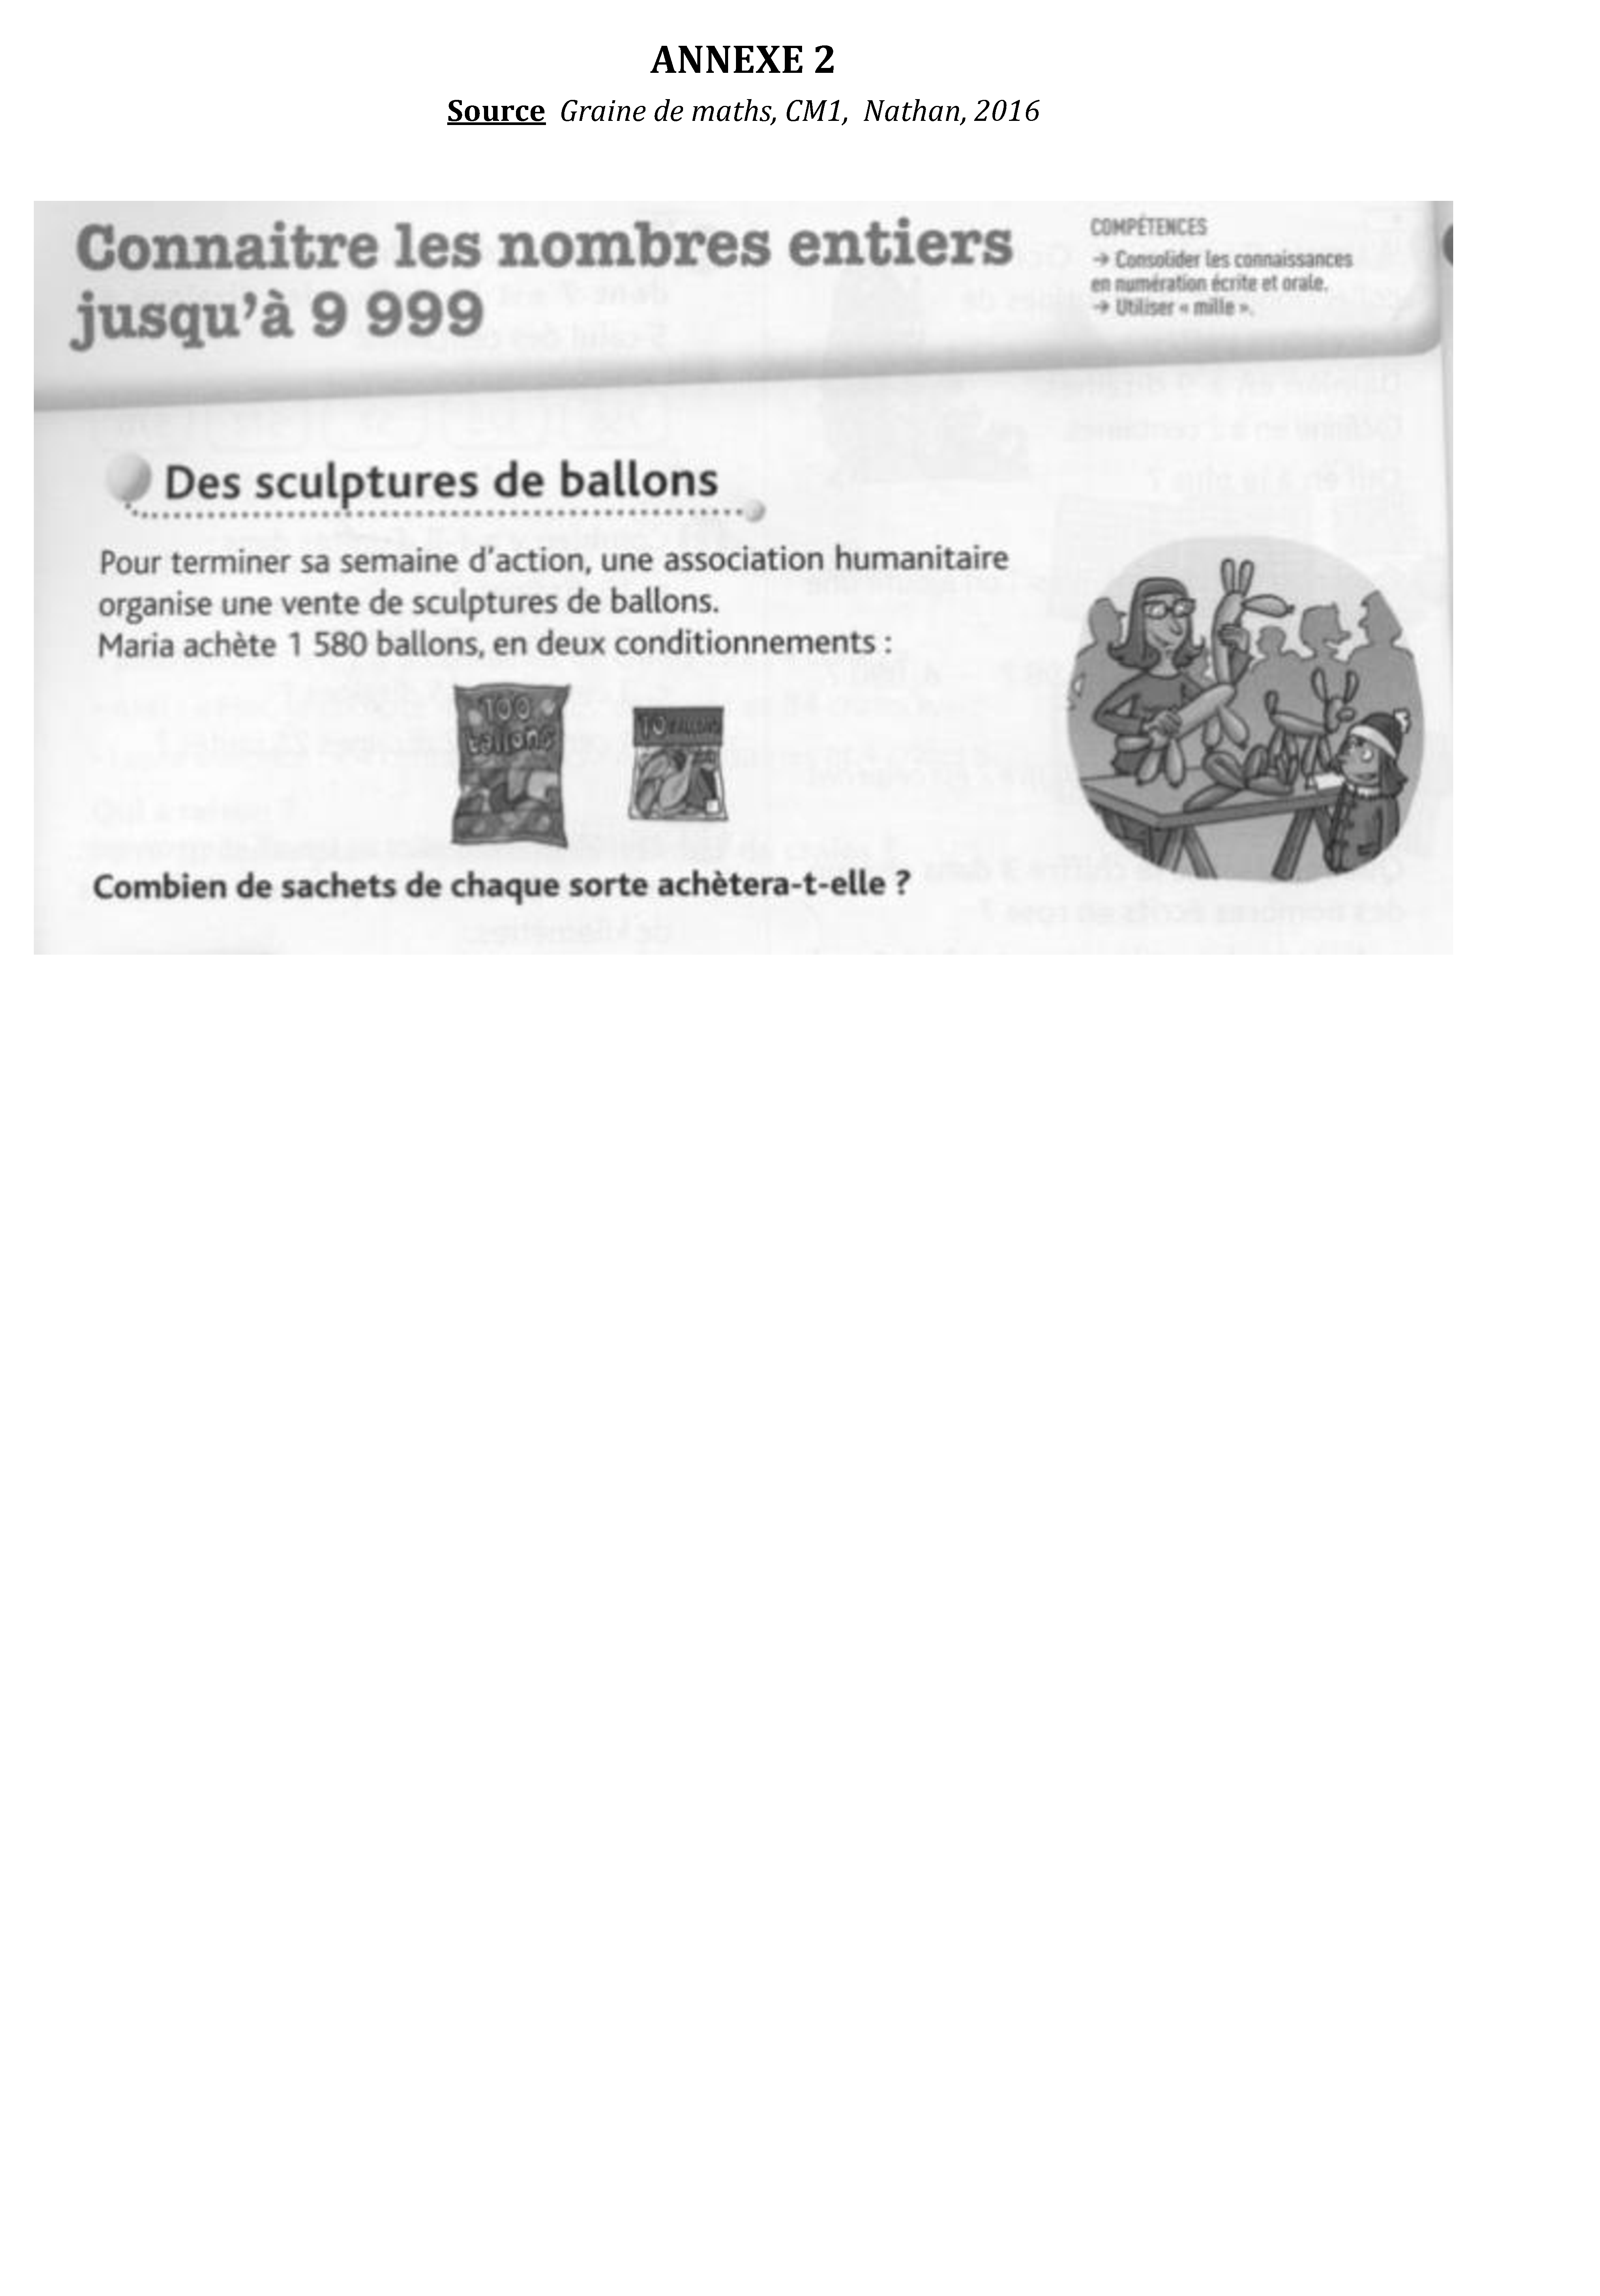 ANNEXE 2
Source Graine de maths, CM1, Nathan, 2016
Connaitre les nombres entiers
jusqu'à 9 999
COMPÉTENCES
→ Consolider les connaissances
en numération écrite et orale.
→ Utiliser « mille ».
Des sculptures de ballons
Pour terminer sa semaine d'action, une association humanitaire
organise une vente de sculptures de ballons.
Maria achète 1 580 ballons, en deux conditionnements :
100
ballons
10 BALLONS
Combien de sachets de chaque sorte achètera-t-elle ?